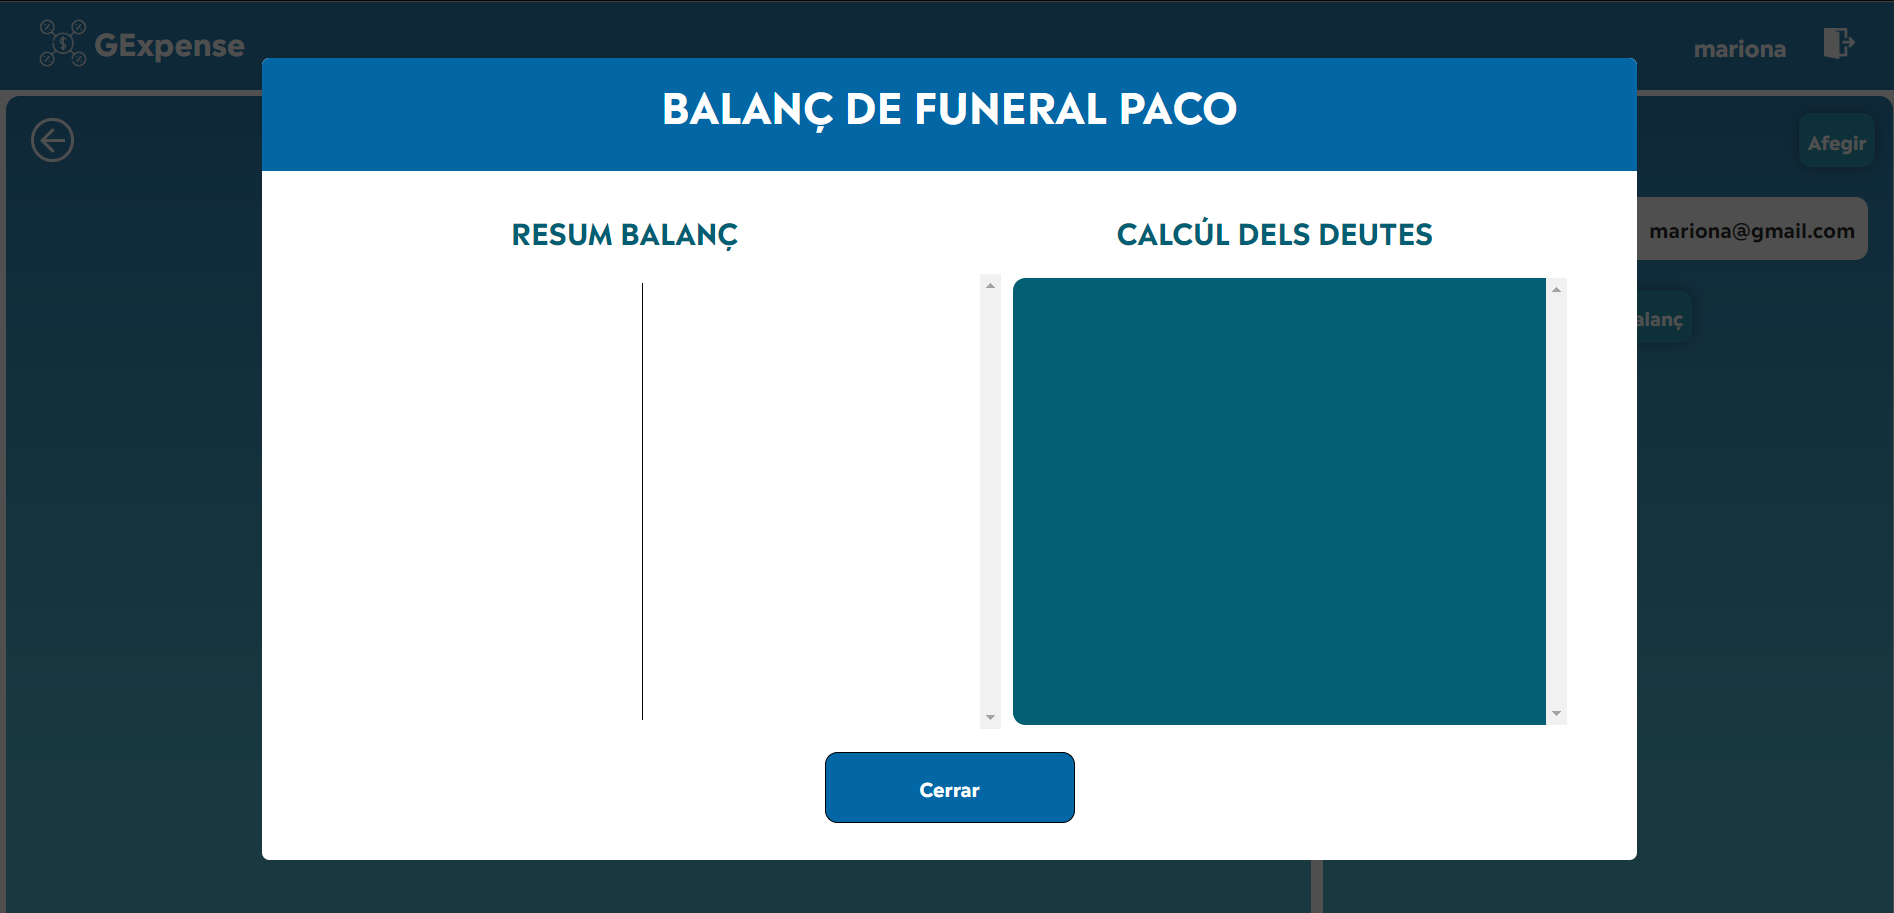 GExpense
mariona
BALANÇ DE FUNERAL PACO
Afegir
RESUM BALANÇ
CALCÚL DELS DEUTES
mariona@gmail.com
alanç
Cerrar